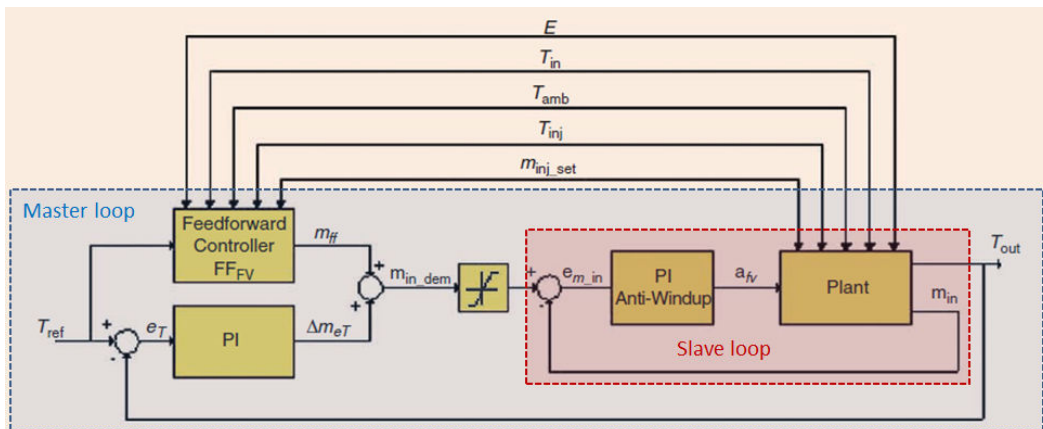 E
T_in
T_amb
T_inj
m_inj_set
Master loop
Feedforward
Controller
FF_FV
m_ff
+
+
m_in_dem
+
-
e_m_in
PI
Anti-Windup
a_fv
Plant
T_out
m_in
T_ref
+
-
e_T
PI
Δm_eT
Slave loop